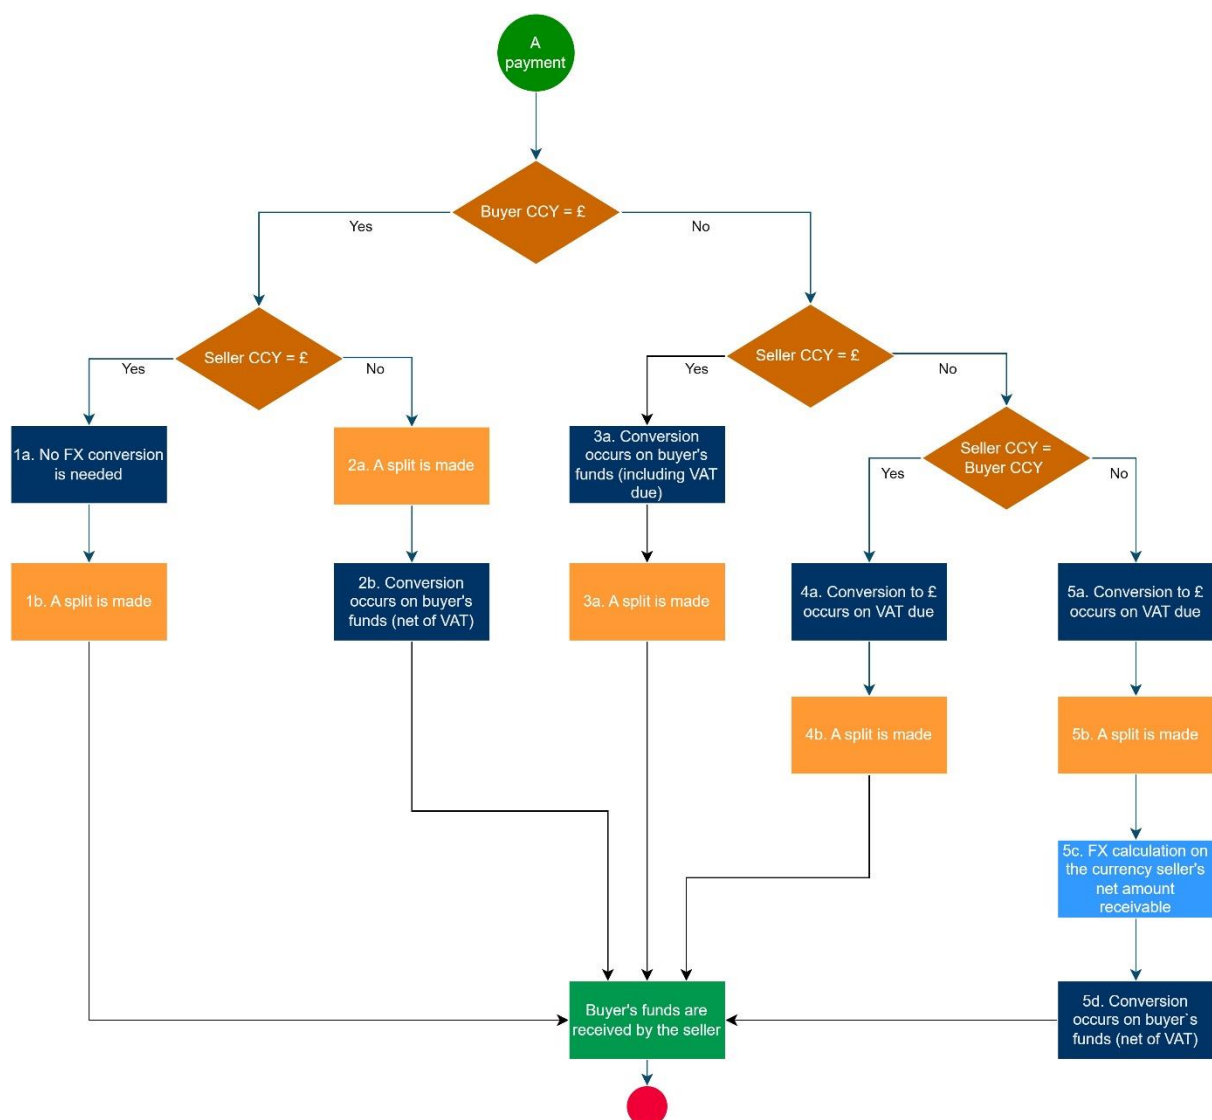 A
payment
Buyer CCY = £
Yes
No
Seller CCY = £
Seller CCY = £
Yes
No
Yes
No
1a. No FX conversion
is needed
2a. A split is made
3a. Conversion
occurs on buyer's
funds (including VAT
due)
Seller CCY =
Buyer CCY
Yes
No
1b. A split is made
2b. Conversion
occurs on buyer's
funds (net of VAT)
3a. A split is made
4a. Conversion to £
occurs on VAT due
5a. Conversion to £
occurs on VAT due
4b. A split is made
5b. A split is made
5c. FX calculation on
the currency seller's
net amount
receivable
Buyer's funds are
received by the seller
5d. Conversion
occurs on buyer`s
funds (net of VAT)